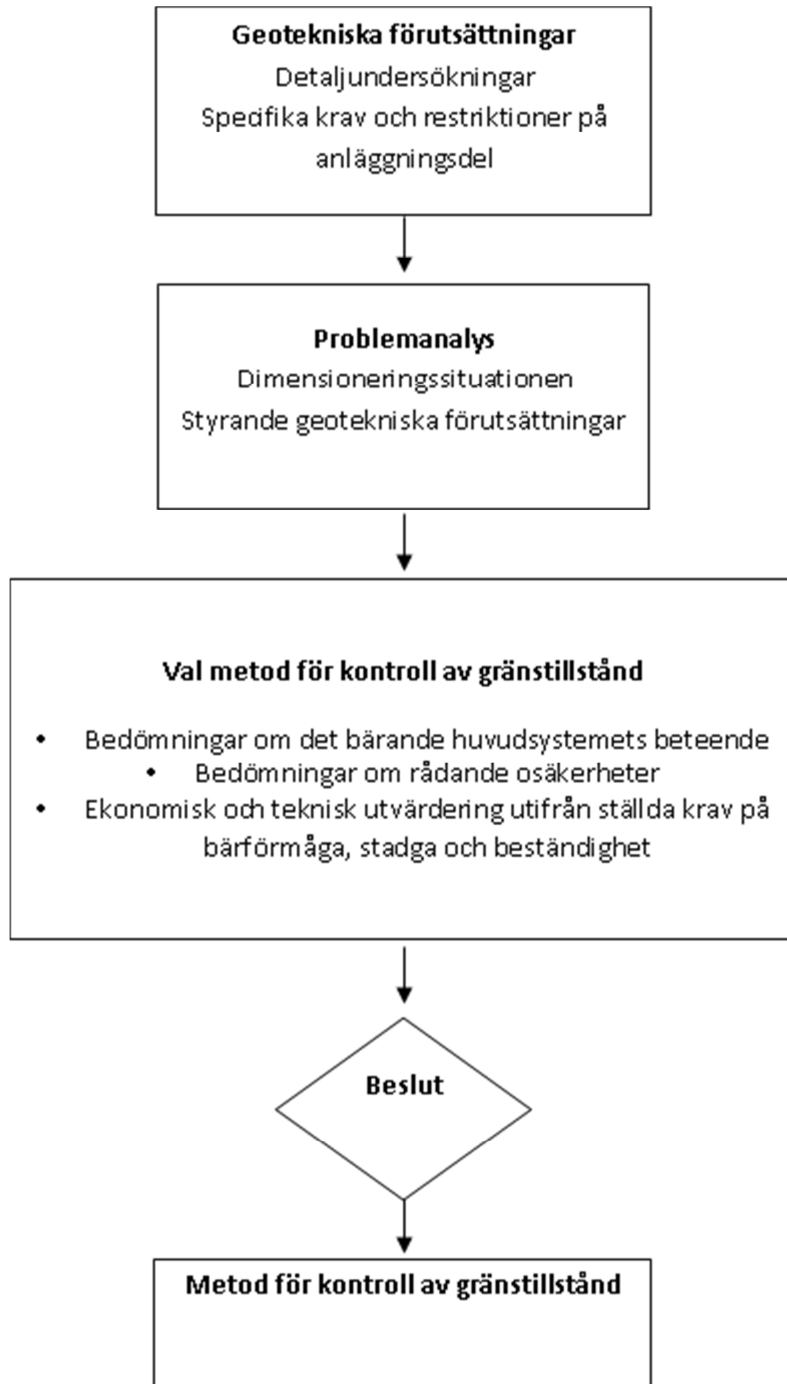 Geotekniska förutsättningar
Detaljundersökningar
Specifika krav och restriktioner på
anläggningsdel
Problemanalys
Dimensioneringssituationen
Styrande geotekniska förutsättningar
Val metod för kontroll av gränstillstånd
• Bedömningar om det bärande huvudsystemets beteende
• Bedömningar om rådande osäkerheter
• Ekonomisk och teknisk utvärdering utifrån ställda krav på
bärförmåga, stadga och beständighet
Beslut
Metod för kontroll av gränstillstånd